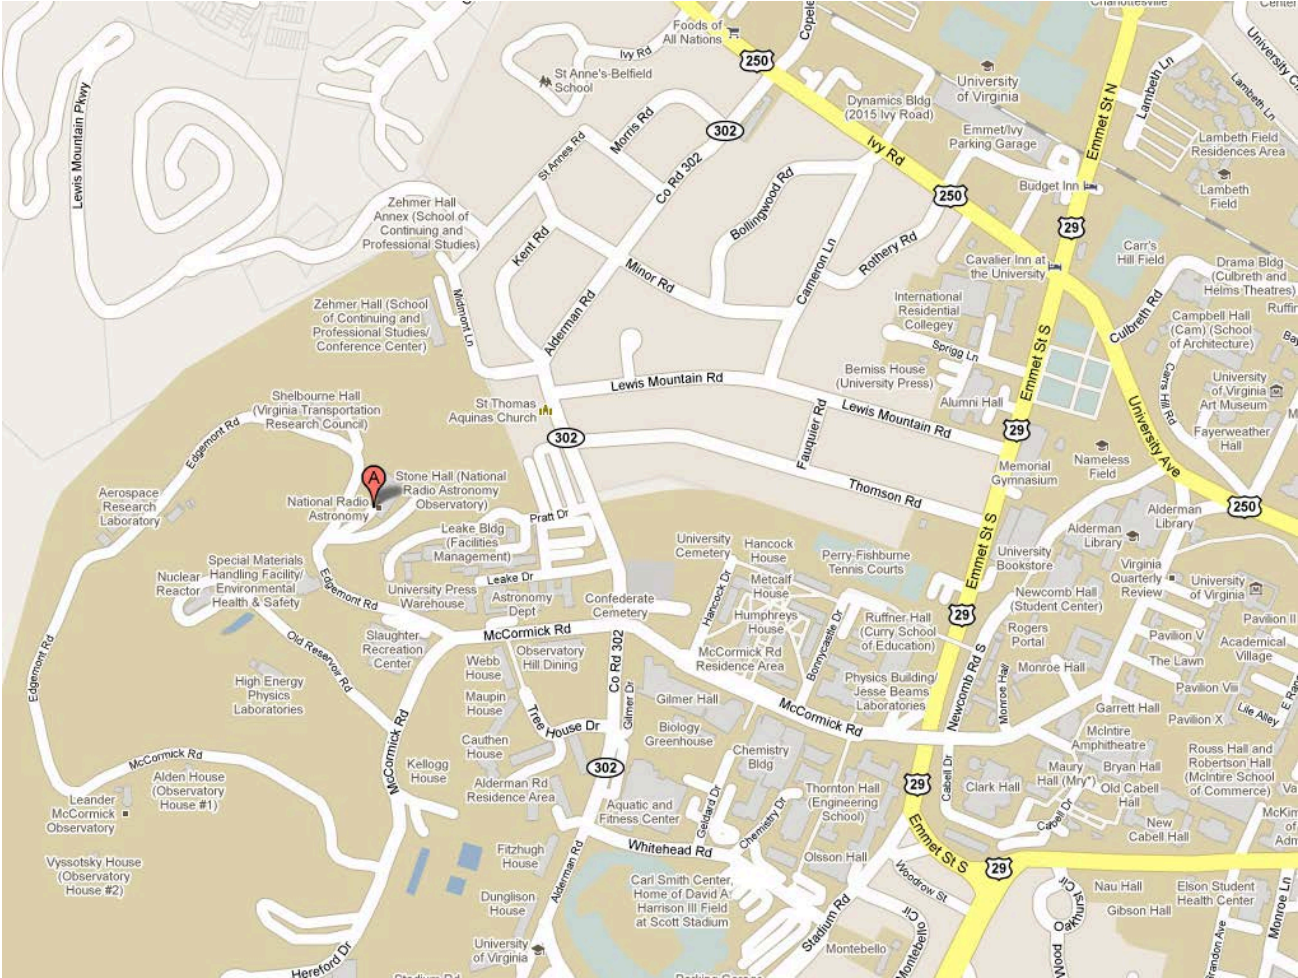 Charlottesville
Center
Foods of
All Nations
Ivy Rd
St Anne's-Belfield
School
250
University
of Virginia
Lambeth Ln
Lambeth Ln
Emmet St N
Lewis Mountain Pkwy
Dynamics Bldg
(2015 Ivy Road)
Emmet/Ivy
Parking Garage
302
Morris Rd
St Annes Rd
Co Rd 302
Ivy Rd
Lambeth Field
Residences Area
Budget Inn
Lambeth
Field
250
29
Bollingwood Rd
Zehmer Hall
Annex (School of
Continuing and
Professional Studies)
Kent Rd
Rothery Rd
Carr's
Hill Field
Minor Rd
Cameron Ln
Cavalier Inn at
the University
Drama Bldg
(Culbreth and
Helms Theatres)
Zehmer Hall (School
of Continuing and
Professional Studies/
Conference Center)
Midmont Ln
Alderman Rd
International
Residential
Collegey
Culbreth Rd
Campbell Hall
(Cam) (School
of Architecture)
Sprigg Ln
Emmet St S
Bemiss House
(University Press)
Lewis Mountain Rd
Carrs Hill Rd
University
of Virginia
Art Museum
Shelbourne Hall
(Virginia Transportation
Research Council)
St Thomas
Aquinas Church
Alumni Hall
Lewis Mountain Rd
University Ave
Edgemont Rd
302
Fauquier Rd
29
Fayerweather
Hall
Nameless
Field
Memorial
Gymnasium
A
Stone Hall (National
Radio Astronomy
Observatory)
National Radio
Astronomy
Aerospace
Research
Laboratory
Thomson Rd
250
Pratt Dr
Alderman
Library
Alderman
Library
Leake Bldg
(Facilities
Management)
University
Cemetery
Hancock
House
Emmet St S
University
Bookstore
Perry-Fishburne
Tennis Courts
Special Materials
Handling Facility/
Environmental
Health & Safety
Nuclear
Reactor
Edgemont Rd
University Press
Warehouse
Leake Dr
Astronomy
Dept
Confederate
Cemetery
Hancock Dr
Metcalf
House
Virginia
Quarterly
Review
University
of Virginia
Newcomb Hall
(Student Center)
29
Humphreys
House
Bonnycastle Dr
Ruffner Hall
(Curry School
of Education)
Rogers
Portal
Pavilion II
Pavilion V
Academical
Village
Old Reservoir Rd
Slaughter
Recreation
Center
McCormick Rd
Observatory
Hill Dining
Co Rd 302
McCormick Rd
Residence Area
Edgemont Rd
Webb
House
Newcomb Rd S
Monroe Hall
Monroe Hall
The Lawn
High Energy
Physics
Laboratories
Maupin
House
Gilmer Dr
Gilmer Hall
Physics Building/
Jesse Beams
Laboratories
Pavilion Viii
Garrett Hall
Lile Alley
Pavilion X
McCormick Rd
Tree House Dr
Biology
Greenhouse
McCormick Rd
McIntire
Amphitheatre
Cauthen
House
McCormick Rd
Chemistry
Bldg
Rouss Hall and
Robertson Hall
(McIntire School
of Commerce)
Kellogg
House
302
Alden House
(Observatory
House #1)
Alderman Rd
Residence Area
Cabell Dr
29
Clark Hall
Maury
Hall (Mry*)
Bryan Hall
Old Cabell
Hall
Thornton Hall
(Engineering
School)
Leander
McCormick
Observatory
Aquatic and
Fitness Center
Geldard Dr
Chemistry Dr
Cabell Dr
New
Cabell Hall
Vyssotsky House
(Observatory
House #2)
Fitzhugh
House
Whitehead Rd
Olsson Hall
Emmet St S
29
Woodrow St
Alderman Rd
Carl Smith Center,
Home of David A
Harrison III Field
at Scott Stadium
Nau Hall
Elson Student
Health Center
Gibson Hall
Dunglison
House
Stadium Rd
Oakhurst Cir
Monroe Ln
Montebello
Montebello Cir
University
of Virginia
Hereford Dr
Stadium Rd
Parking Garage